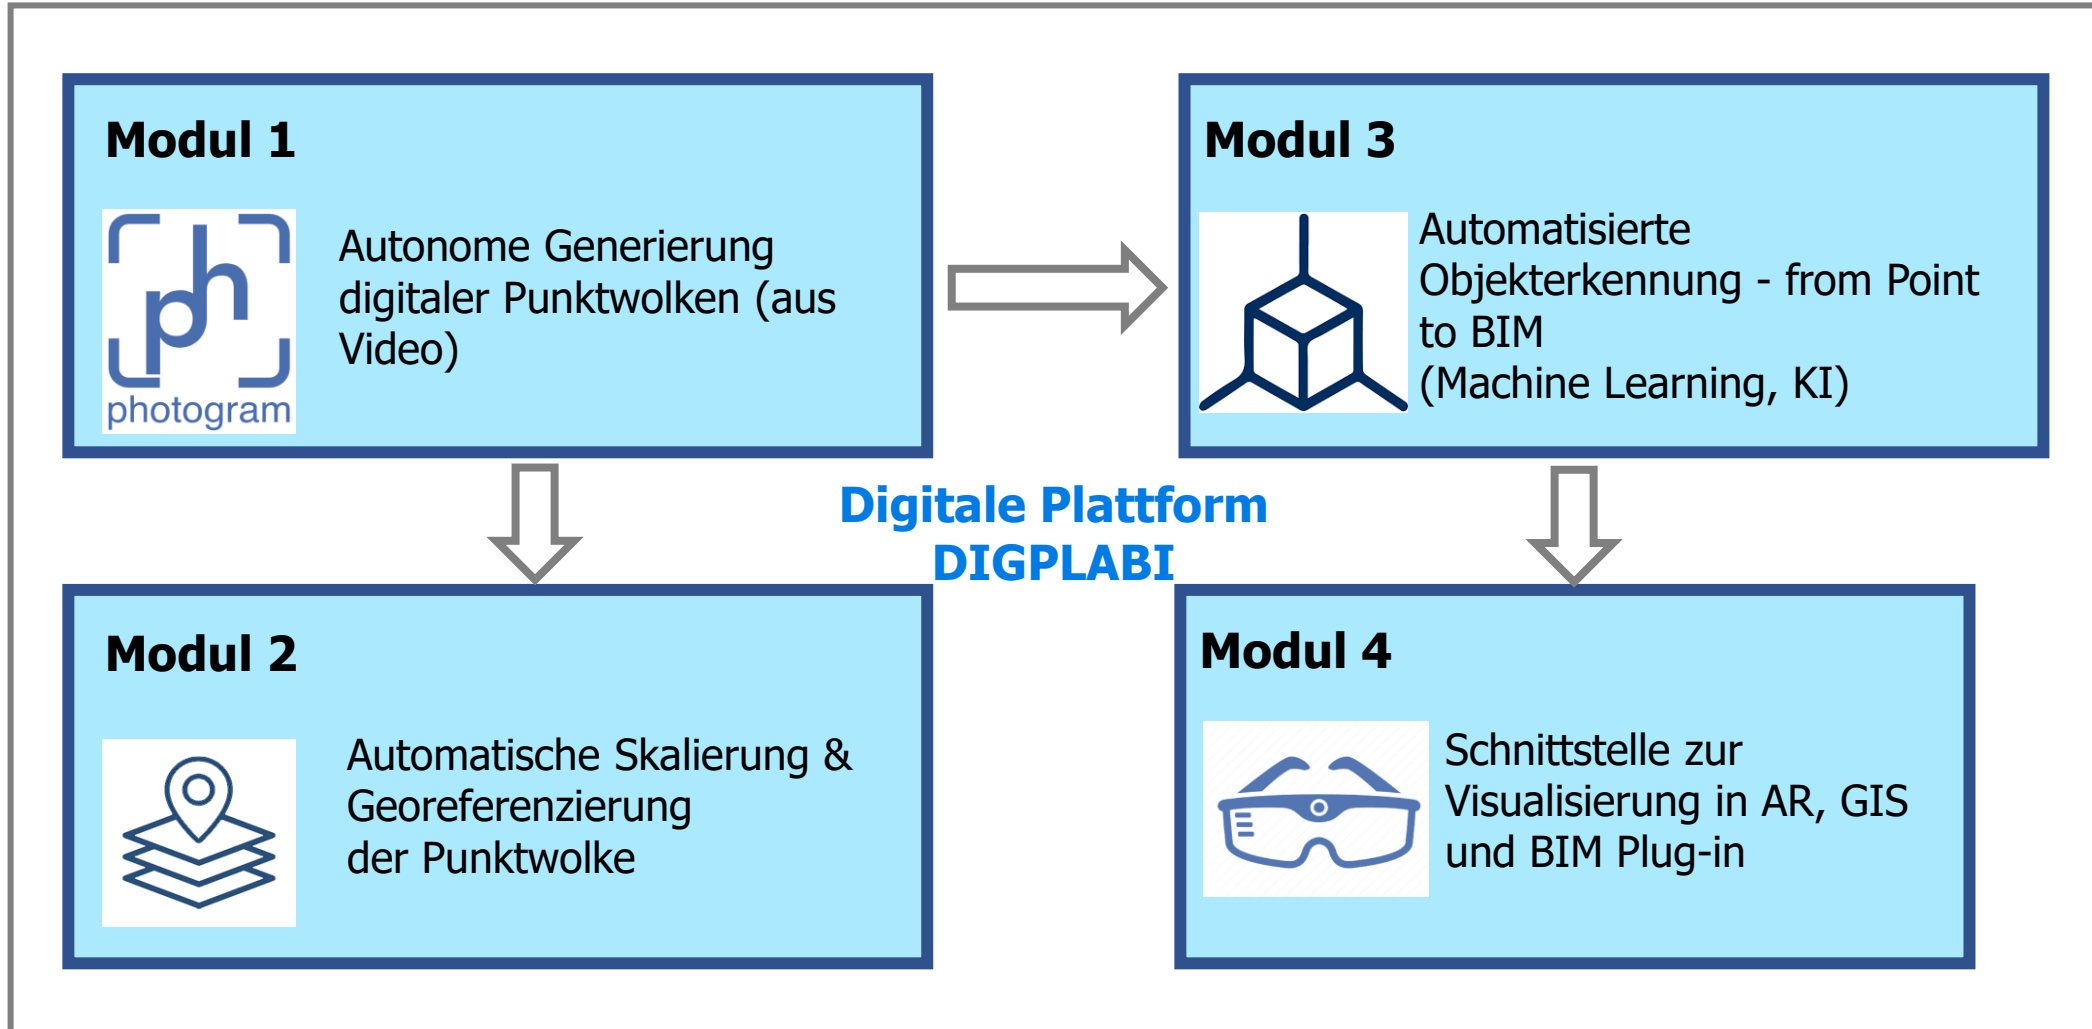 Modul 1
ph
photogram
Autonome Generierung
digitaler Punktwolken (aus
Video)
Modul 3
Automatisierte
Objekterkennung - from Point
to BIM
(Machine Learning, KI)
Digitale Plattform
DIGPLABI
Modul 2
Automatische Skalierung &
Georeferenzierung
der Punktwolke
Modul 4
Schnittstelle zur
Visualisierung in AR, GIS
und BIM Plug-in